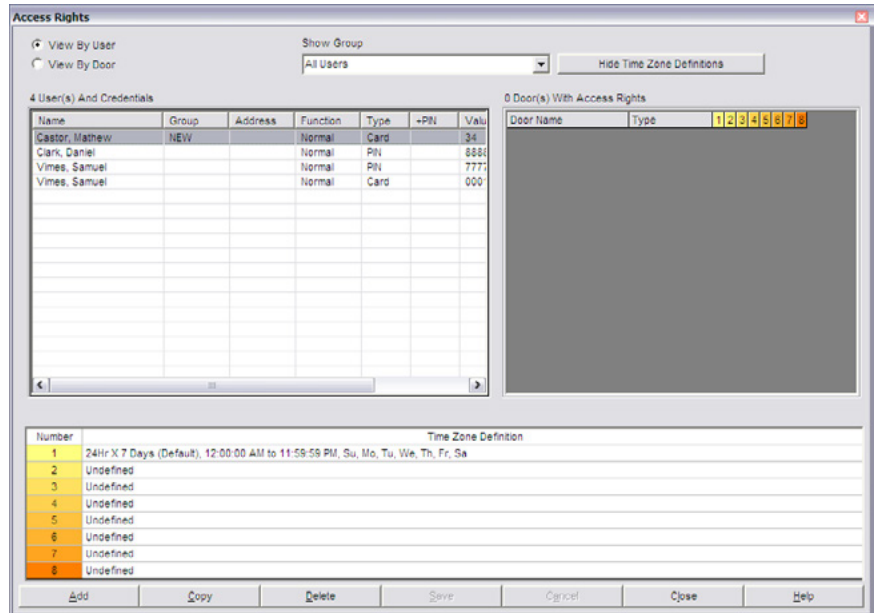 Access Rights
View By User
View By Door
Show Group
All Users
Hide Time Zone Definitions
4 User(s) And Credentials
Name Group Address Function Type +PIN Valu
Castor, Mathew NEW Normal Card 34
Clark, Daniel Normal PIN 8888
Vimes, Samuel Normal PIN 7777
Vimes, Samuel Normal Card 000
0 Door(s) With Access Rights
Door Name Type 1 2 3 4 5 6 7 8
Number Time Zone Definition
1 24Hr X 7 Days (Default), 12:00:00 AM to 11:59:59 PM, Su, Mo, Tu, We, Th, Fr, Sa
2 Undefined
3 Undefined
4 Undefined
5 Undefined
6 Undefined
7 Undefined
8 Undefined
Add Copy Delete Save Cancel Close Help